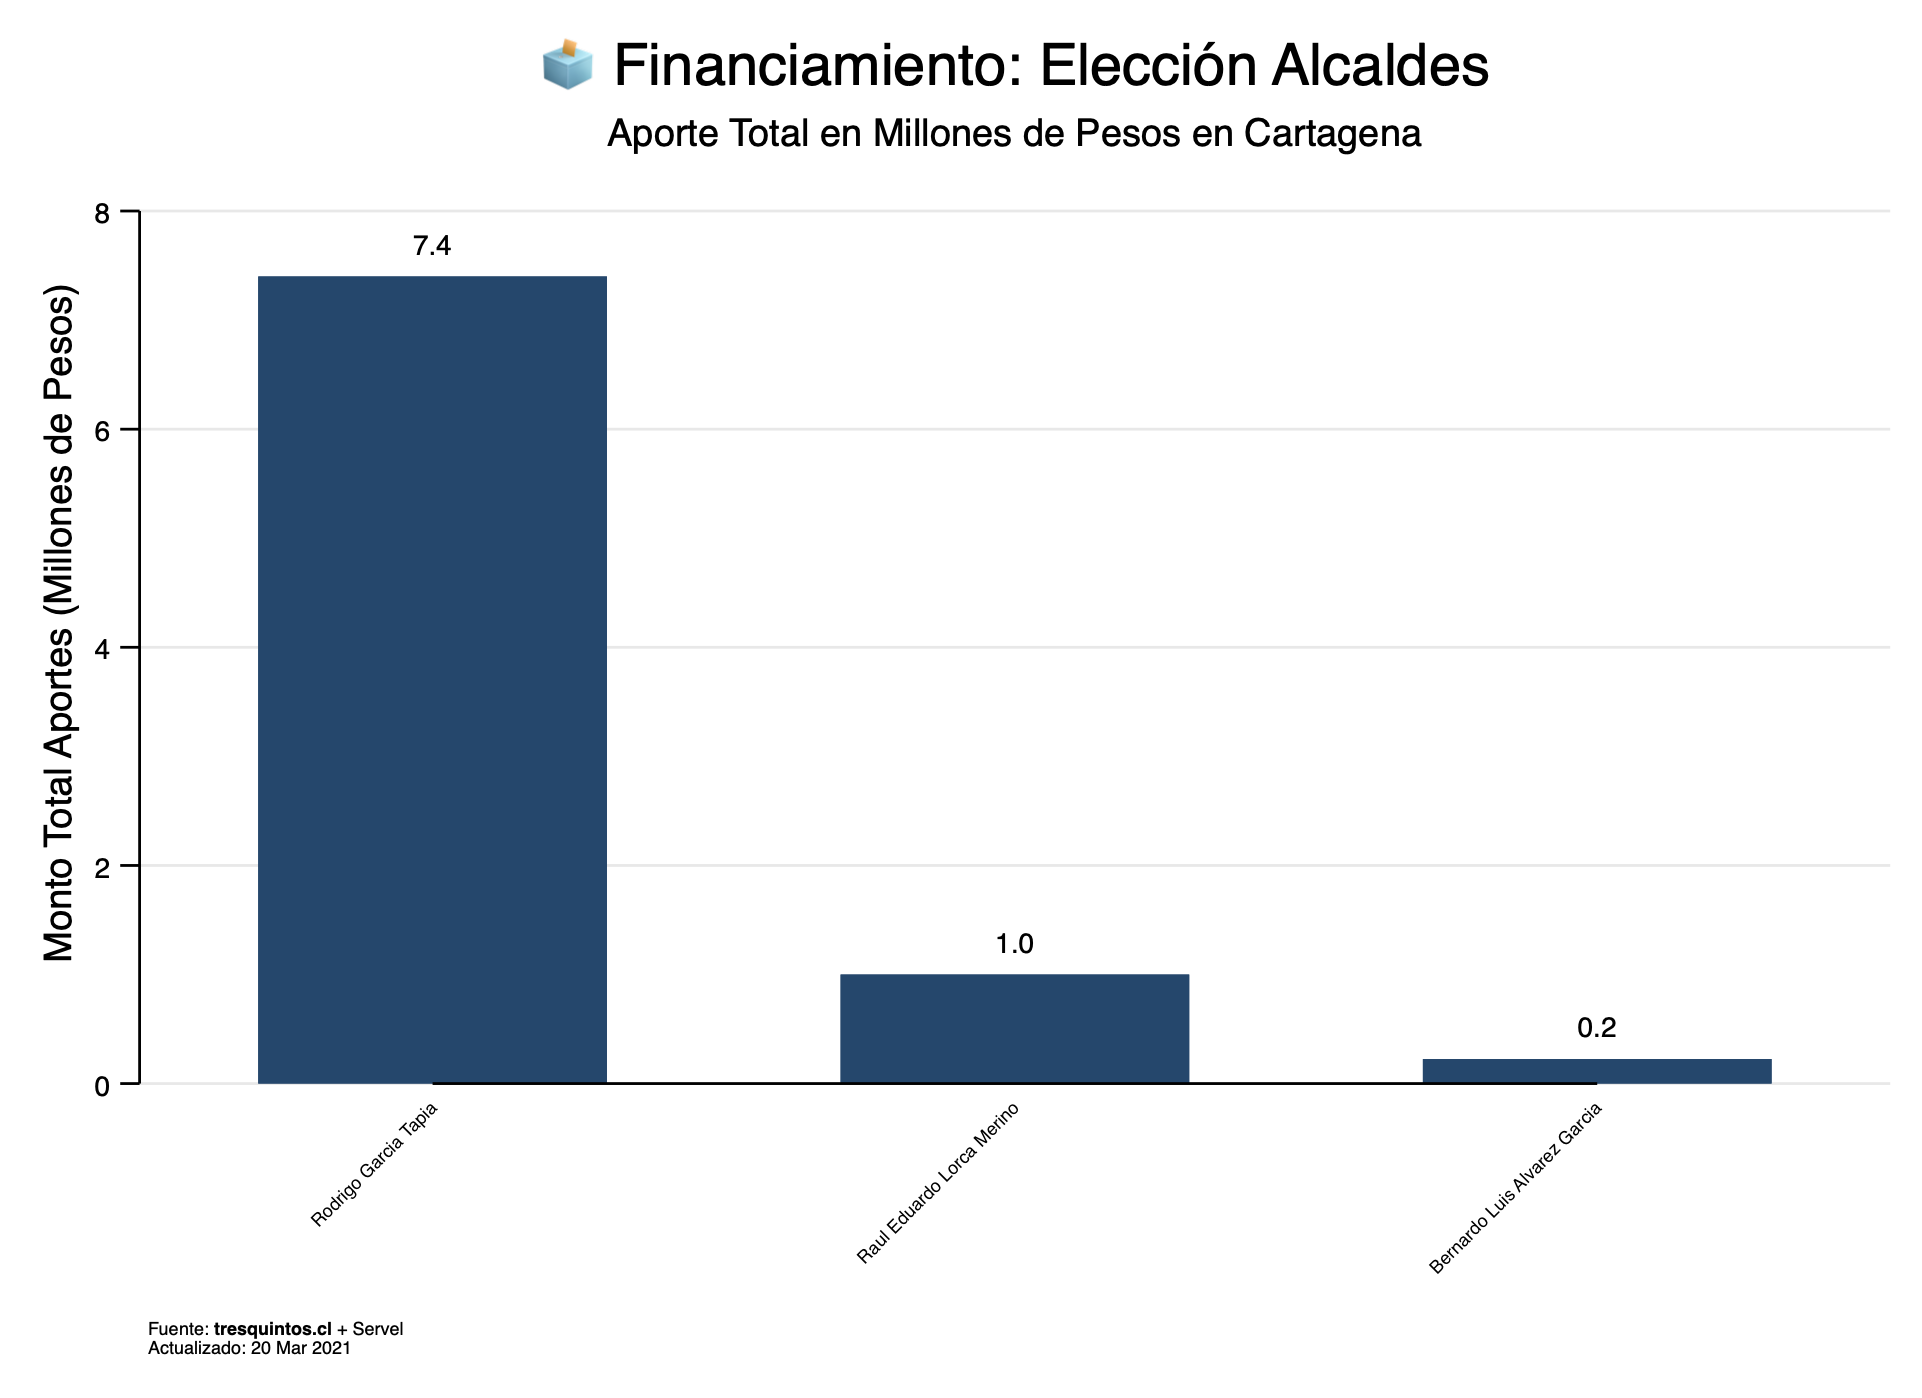 Financiamiento: Elección Alcaldes
Aporte Total en Millones de Pesos en Cartagena
Monto Total Aportes (Millones de Pesos)
8
6
4
2
0
7.4
1.0
0.2
Rodrigo Garcia Tapia
Raul Eduardo Lorca Merino
Bernardo Luis Alvarez Garcia
Fuente: tresquintos.cl + Servel
Actualizado: 20 Mar 2021